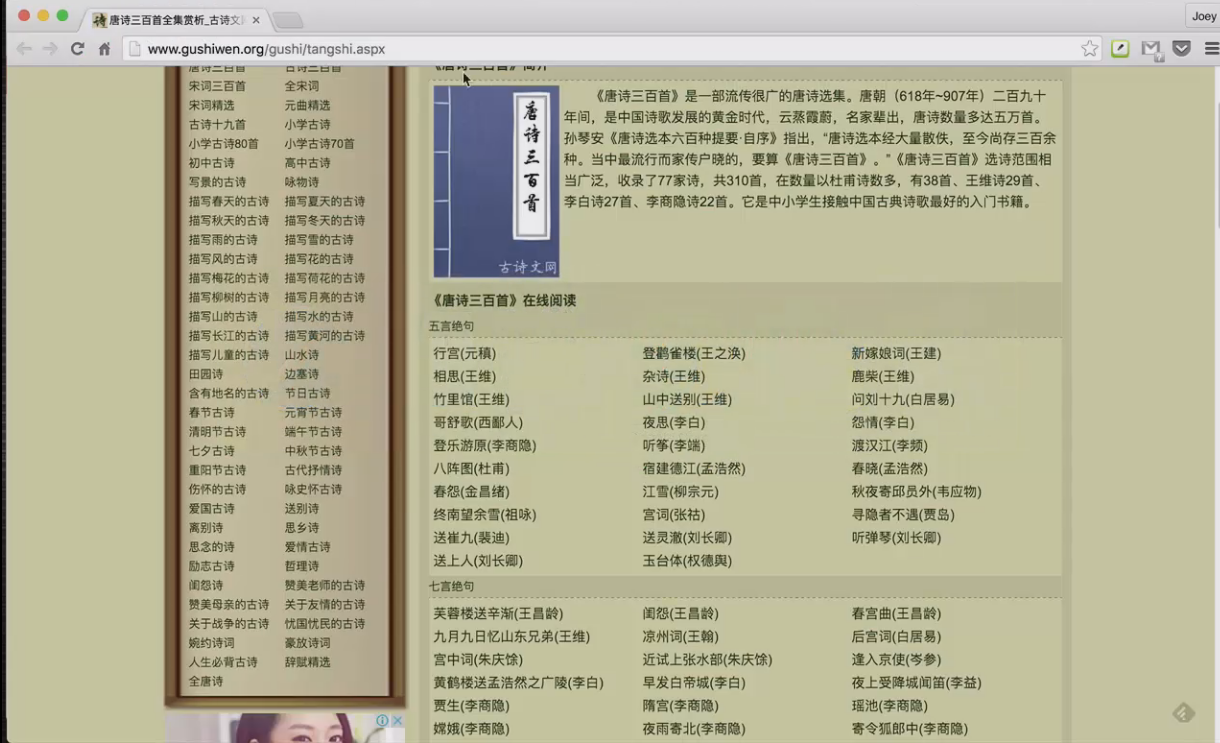 唐诗三百首全集赏析_古诗文
Joey
www.gushiwen.org/gushi/tangshi.aspx
唐诗三百首 古诗三百首
宋词三百首 全宋词
宋词精选 元曲精选
古诗十九首 小学古诗
小学古诗80首 小学古诗70首
初中古诗 高中古诗
写景的古诗 咏物诗
描写春天的古诗 描写夏天的古诗
描写秋天的古诗 描写冬天的古诗
描写雨的古诗 描写雪的古诗
描写风的古诗 描写花的古诗
描写梅花的古诗 描写荷花的古诗
描写柳树的古诗 描写月亮的古诗
描写山的古诗 描写水的古诗
描写长江的古诗 描写黄河的古诗
描写儿童的古诗 山水诗
田园诗 边塞诗
含有地名的古诗 节日古诗
春节古诗 元宵节古诗
清明节古诗 端午节古诗
七夕古诗 中秋节古诗
重阳节古诗 古代抒情诗
伤怀的古诗 咏史怀古诗
爱国古诗 送别诗
离别诗 思乡诗
思念的诗 爱情古诗
励志古诗 哲理诗
闺怨诗 赞美老师的古诗
赞美母亲的古诗 关于友情的古诗
关于战争的古诗 忧国忧民的古诗
婉约诗词 豪放诗词
人生必背古诗 辞赋精选
全唐诗
《唐诗三百首》简介
唐诗三百首
古诗文网
《唐诗三百首》是一部流传很广的唐诗选集。唐朝（618年~907年）二百九十
年间，是中国诗歌发展的黄金时代，云蒸霞蔚，名家辈出，唐诗数量多达五万首。
孙琴安《唐诗选本六百种提要·自序》指出，“唐诗选本经大量散佚，至今尚存三百余
种。当中最流行而家传户晓的，要算《唐诗三百首》。”《唐诗三百首》选诗范围相
当广泛，收录了77家诗，共310首，在数量以杜甫诗数多，有38首、王维诗29首、
李白诗27首、李商隐诗22首。它是中小学生接触中国古典诗歌最好的入门书籍。
《唐诗三百首》在线阅读
五言绝句
行宫(元稹) 登鹳雀楼(王之涣) 新嫁娘词(王建)
相思(王维) 杂诗(王维) 鹿柴(王维)
竹里馆(王维) 山中送别(王维) 问刘十九(白居易)
哥舒歌(西鄙人) 夜思(李白) 怨情(李白)
登乐游原(李商隐) 听筝(李端) 渡汉江(李频)
八阵图(杜甫) 宿建德江(孟浩然) 春晓(孟浩然)
春怨(金昌绪) 江雪(柳宗元) 秋夜寄邱员外(韦应物)
终南望余雪(祖咏) 宫词(张祜) 寻隐者不遇(贾岛)
送崔九(裴迪) 送灵澈(刘长卿) 听弹琴(刘长卿)
送上人(刘长卿) 玉台体(权德舆)
七言绝句
芙蓉楼送辛渐(王昌龄) 闺怨(王昌龄) 春宫曲(王昌龄)
九月九日忆山东兄弟(王维) 凉州词(王翰) 后宫词(白居易)
宫中词(朱庆馀) 近试上张水部(朱庆馀) 逢入京使(岑参)
黄鹤楼送孟浩然之广陵(李白) 早发白帝城(李白) 夜上受降城闻笛(李益)
贾生(李商隐) 隋宫(李商隐) 瑶池(李商隐)
嫦娥(李商隐) 夜雨寄北(李商隐) 寄令狐郎中(李商隐)